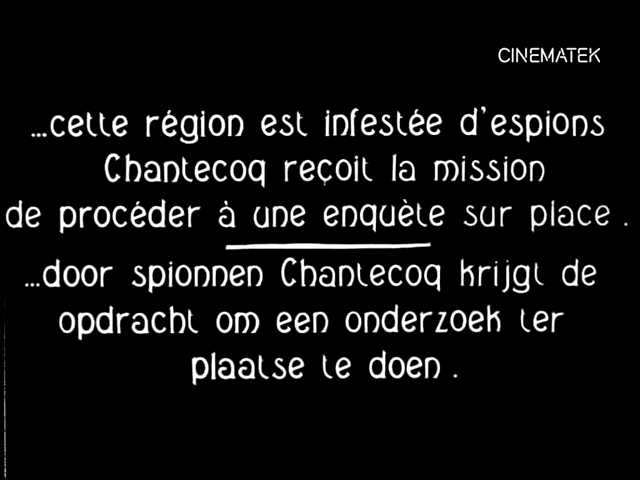 CINEMATEK
...cette région est infestée d'espions
Chantecoq reçoit la mission
de procéder à une enquète sur place.
...door spionnen Chantecoq krijgt de
opdracht om een onderzoek ter
plaatse te doen.